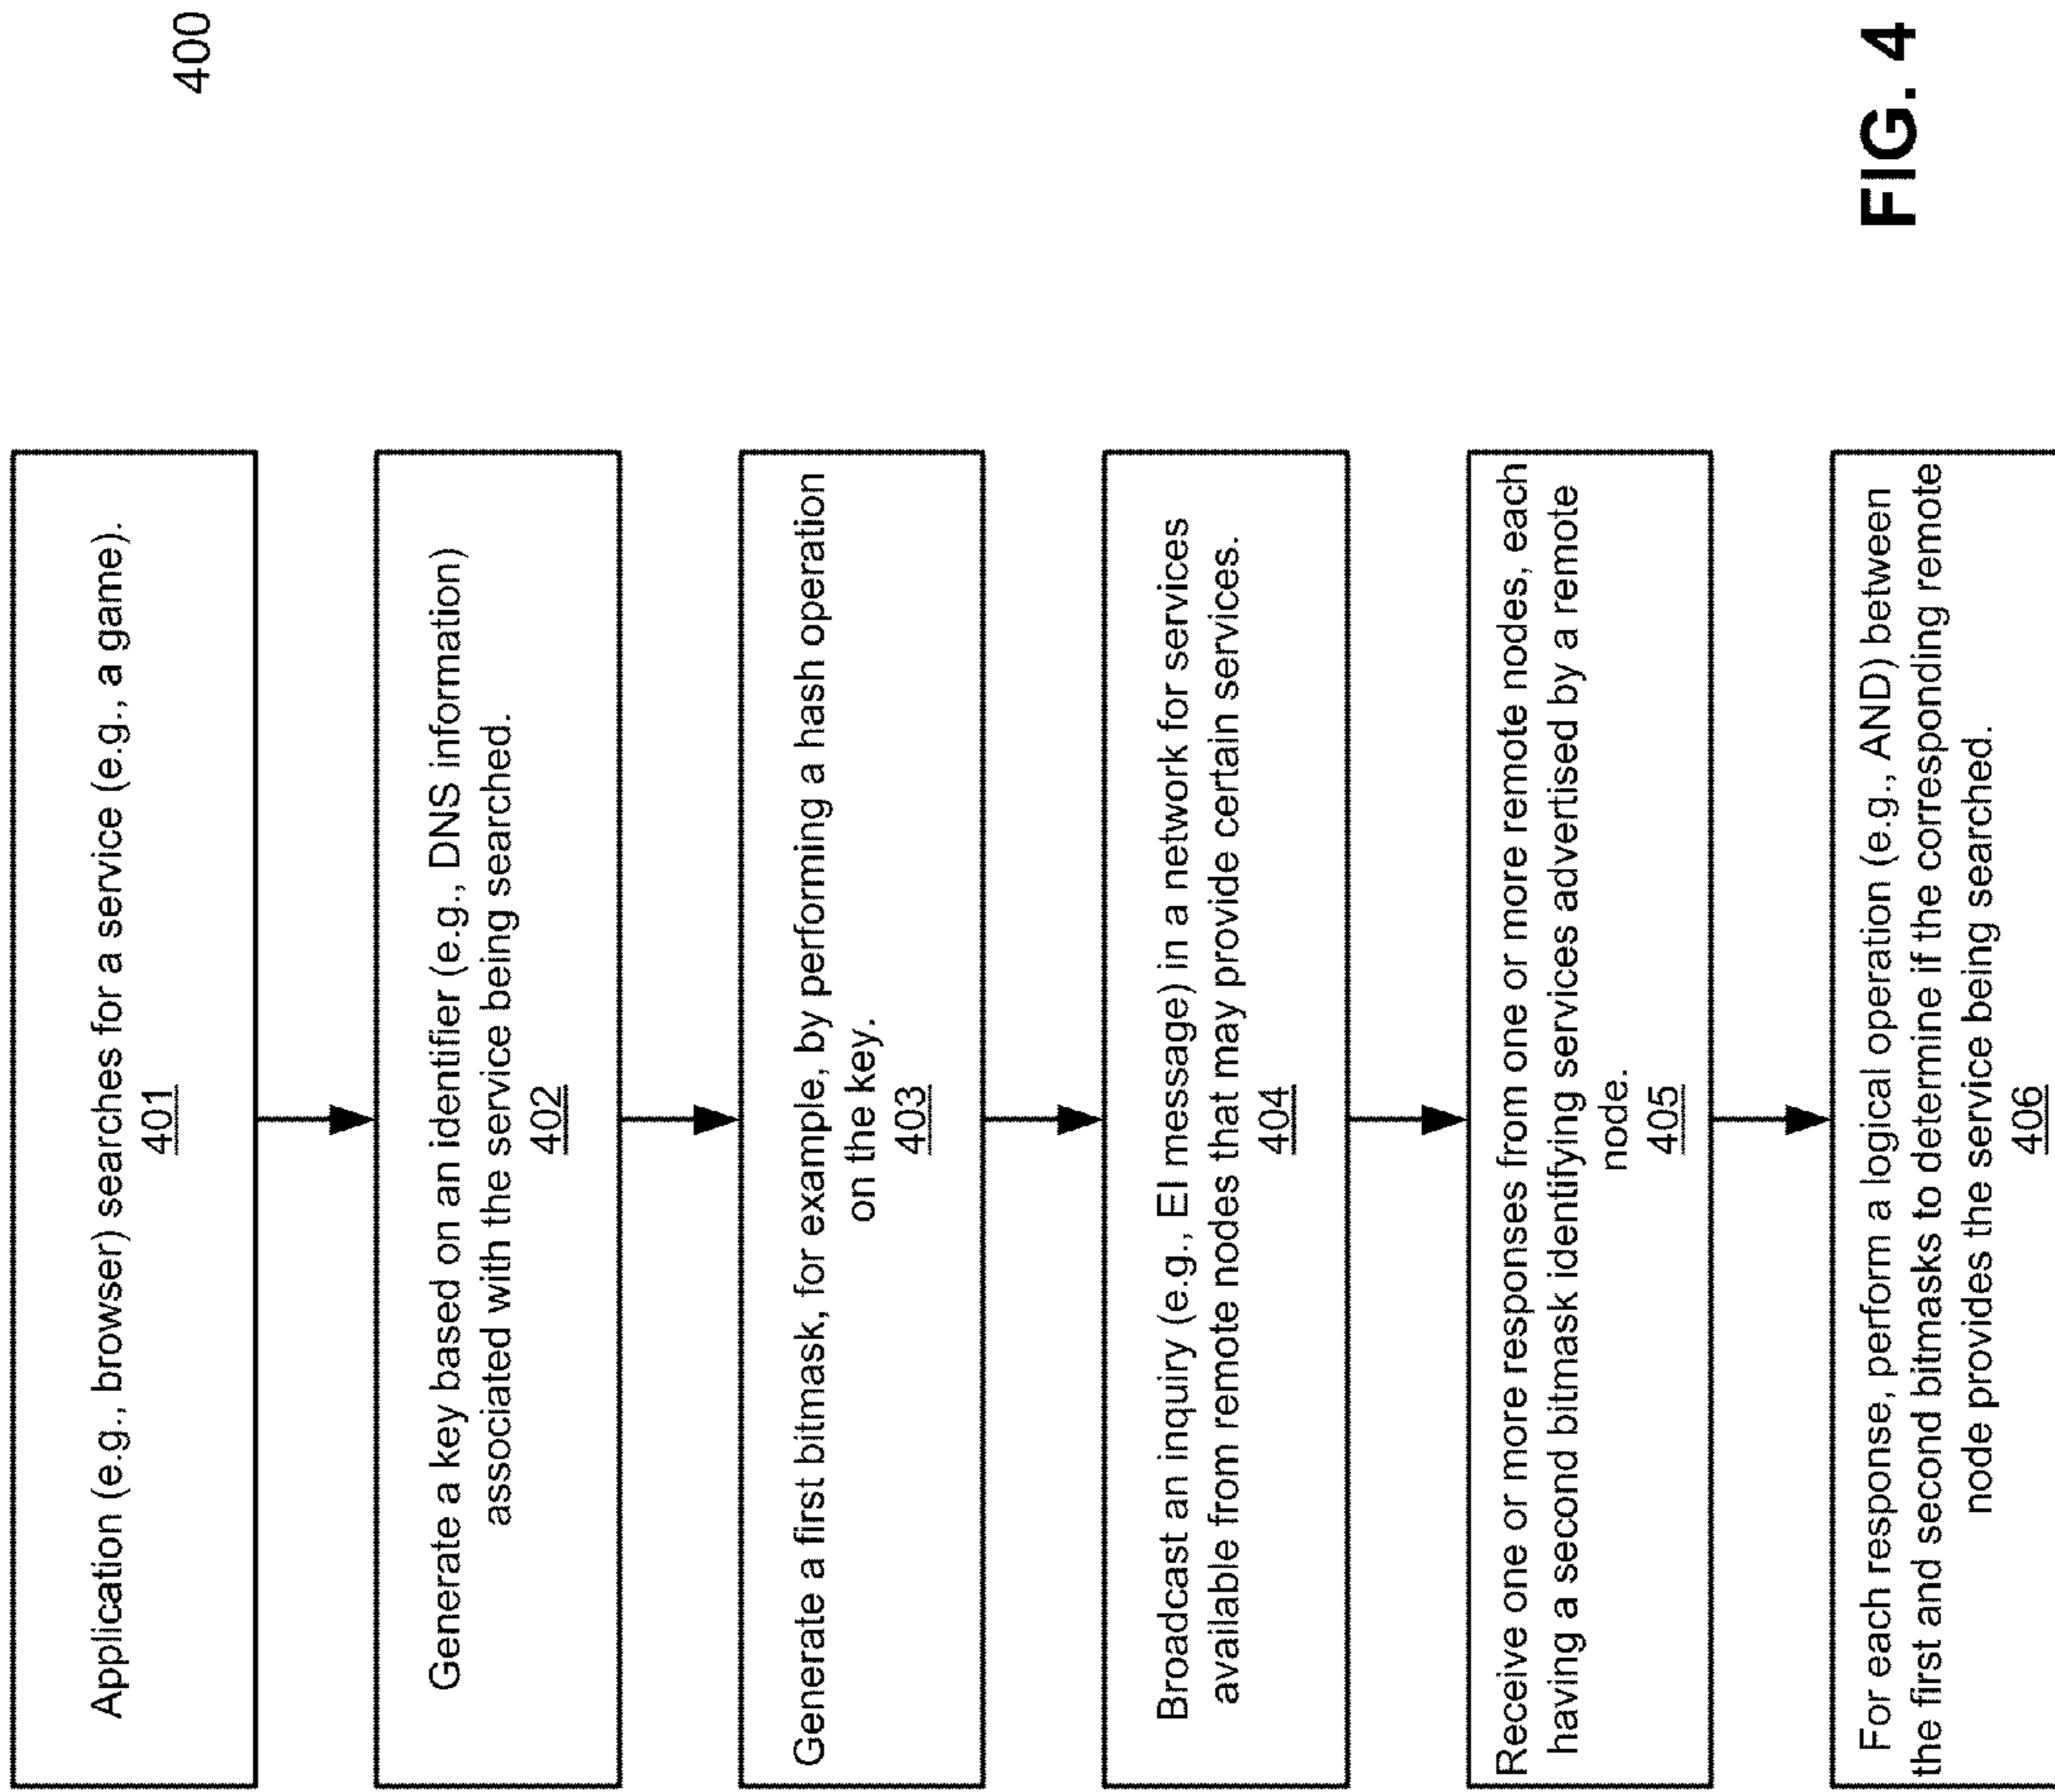 Application (e.g., browser) searches for a service (e.g., a game).
401
Generate a key based on an identifier (e.g., DNS information)
associated with the service being searched.
402
Generate a first bitmask, for example, by performing a hash operation
on the key.
403
Broadcast an inquiry (e.g., EI message) in a network for services
available from remote nodes that may provide certain services.
404
Receive one or more responses from one or more remote nodes, each
having a second bitmask identifying services advertised by a remote
node.
405
For each response, perform a logical operation (e.g., AND) between
the first and second bitmasks to determine if the corresponding remote
node provides the service being searched.
406
400
FIG. 4